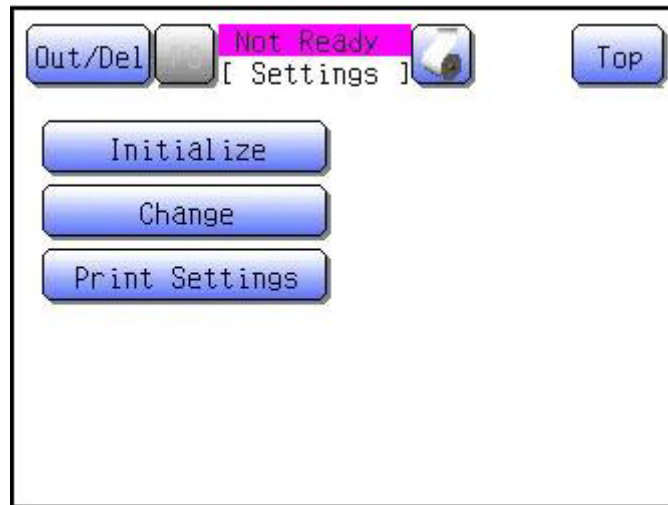 Out/Del
Not Ready
[ Settings ]
Top
Initialize
Change
Print Settings